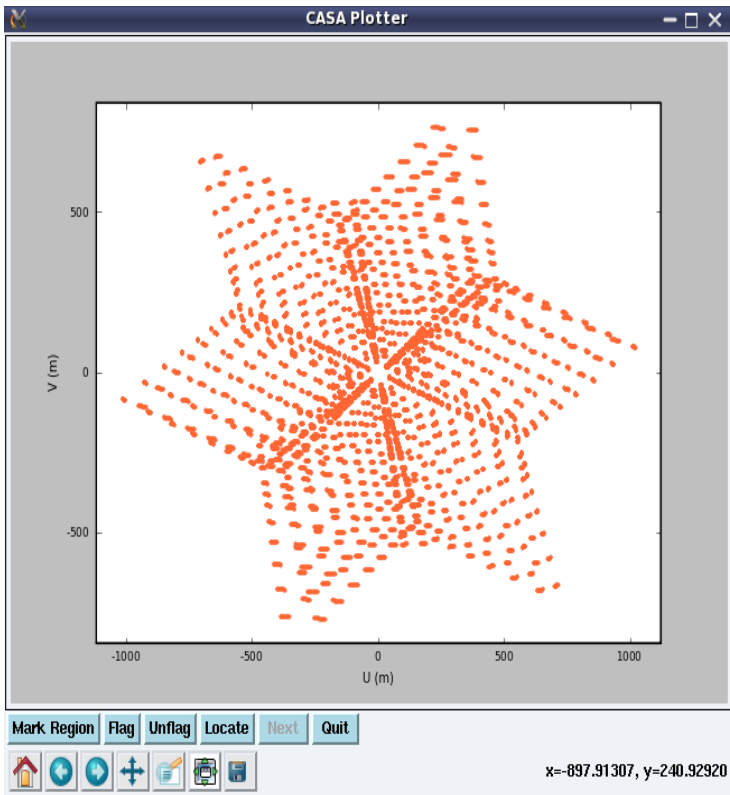 CASA Plotter
500
0
-500
V (m)
-1000 -500 0 500 1000
U (m)
Mark Region Flag Unflag Locate Next Quit
x=-897.91307, y=240.92920